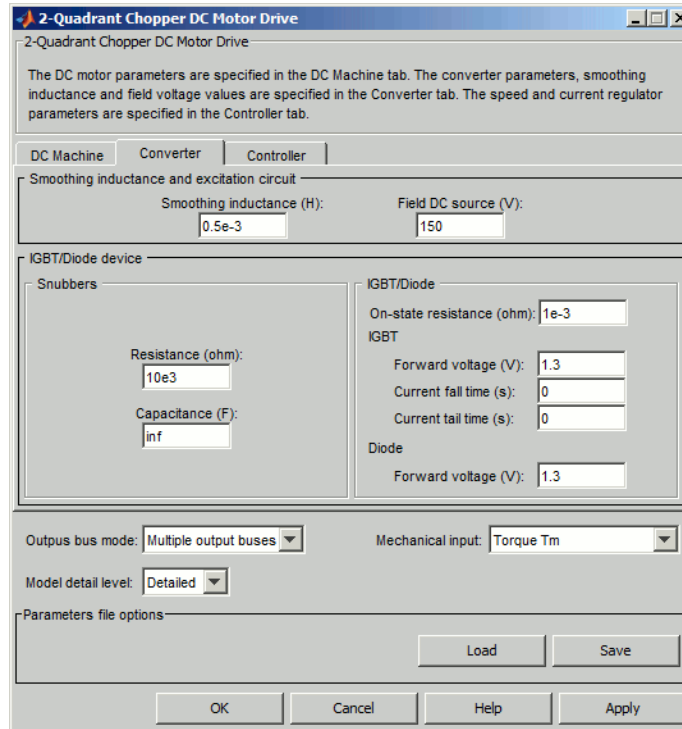 2-Quadrant Chopper DC Motor Drive
2-Quadrant Chopper DC Motor Drive
The DC motor parameters are specified in the DC Machine tab. The converter parameters, smoothing
inductance and field voltage values are specified in the Converter tab. The speed and current regulator
parameters are specified in the Controller tab.
DC Machine Converter Controller
Smoothing inductance and excitation circuit
Smoothing inductance (H): Field DC source (V):
0.5e-3 150
IGBT/Diode device
Snubbers
Resistance (ohm):
10e3
Capacitance (F):
inf
IGBT/Diode
On-state resistance (ohm): 1e-3
IGBT
Forward voltage (V): 1.3
Current fall time (s): 0
Current tail time (s): 0
Diode
Forward voltage (V): 1.3
Outpus bus mode: Multiple output buses Mechanical input: Torque Tm
Model detail level: Detailed
Parameters file options
Load Save
OK Cancel Help Apply